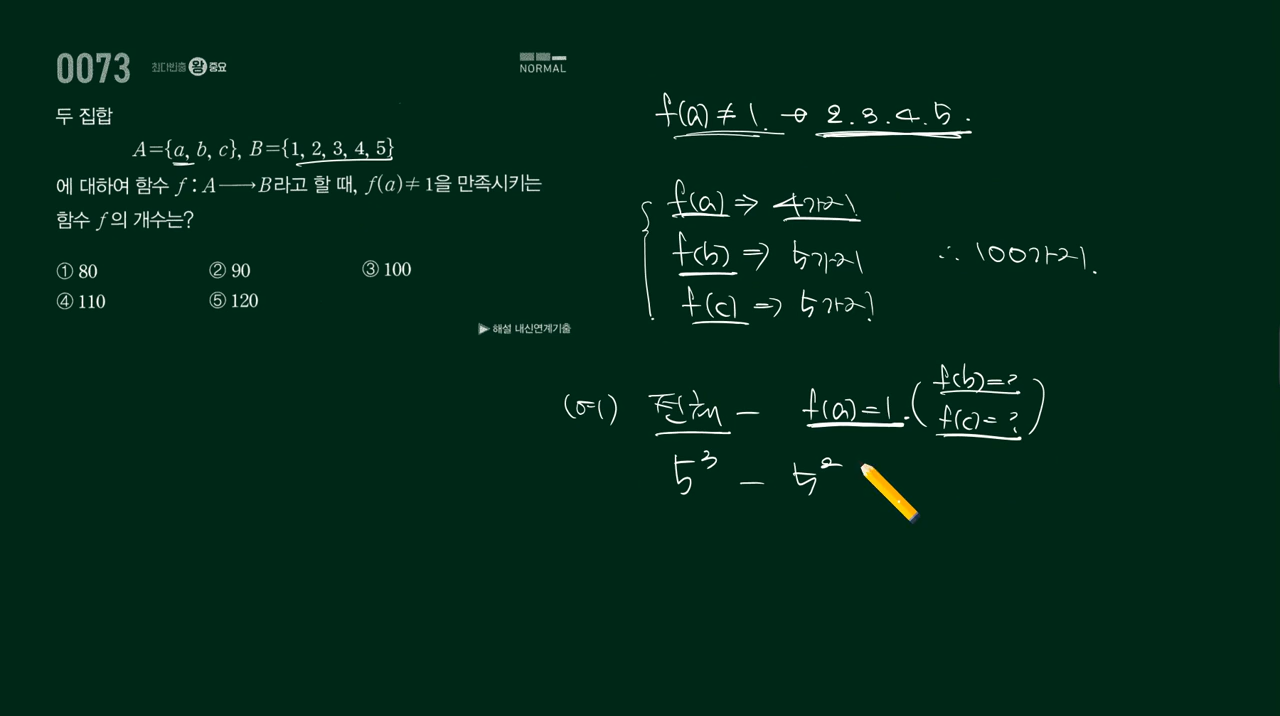 0073 최다빈출 왕 중요
NORMAL
두 집합
A={a, b, c}, B={1, 2, 3, 4, 5}
에 대하여 함수 f : A ⟶ B라고 할 때, f(a)≠1을 만족시키는
함수 f의 개수는?
① 80 ② 90 ③ 100
④ 110 ⑤ 120
▶ 해설 내신연계기출
f(a)≠1. → 2. 3. 4. 5.
f(a) ⇒ 4가지
f(b) ⇒ 5가지 ∴ 100가지.
f(c) ⇒ 5가지
전체 − f(a)=1. (f(b)=? f(c)=?)
5³ − 5²